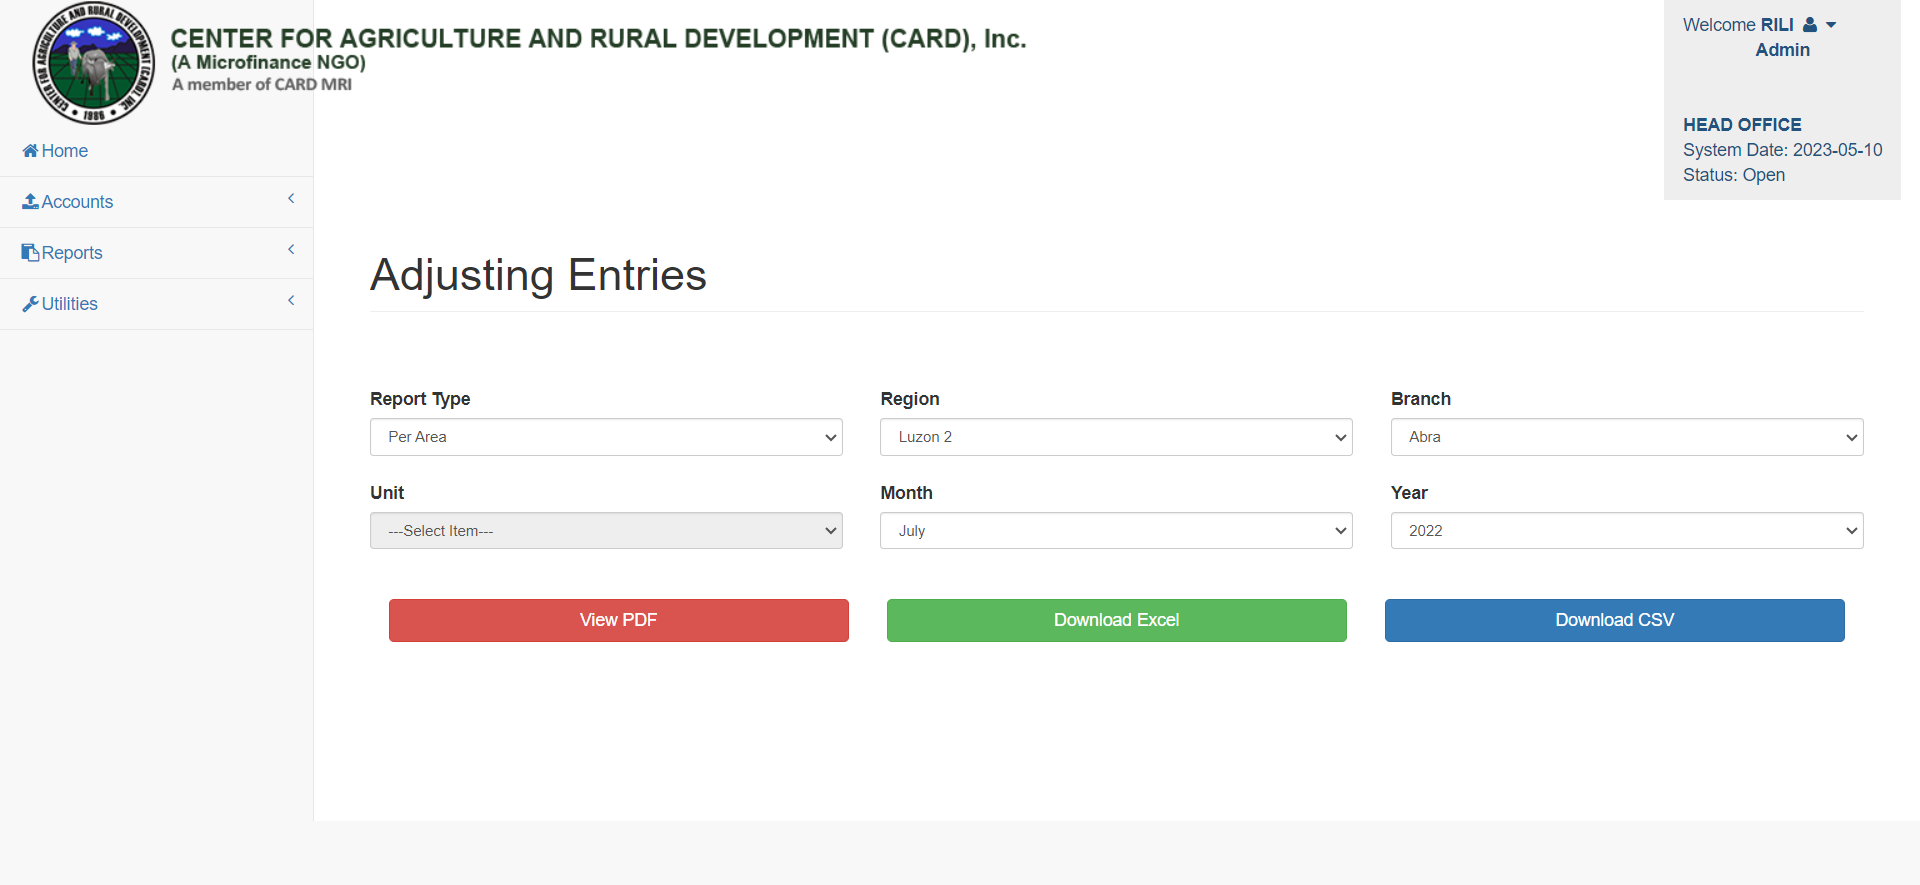 CENTER FOR AGRICULTURE AND RURAL DEVELOPMENT (CARD), INC.
1986
CENTER FOR AGRICULTURE AND RURAL DEVELOPMENT (CARD), Inc.
(A Microfinance NGO)
A member of CARD MRI
Welcome RILI
Admin
HEAD OFFICE
System Date: 2023-05-10
Status: Open
Home
Accounts
Reports
Utilities
Adjusting Entries
Report Type
Region
Branch
Per Area
Luzon 2
Abra
Unit
Month
Year
---Select Item---
July
2022
View PDF
Download Excel
Download CSV